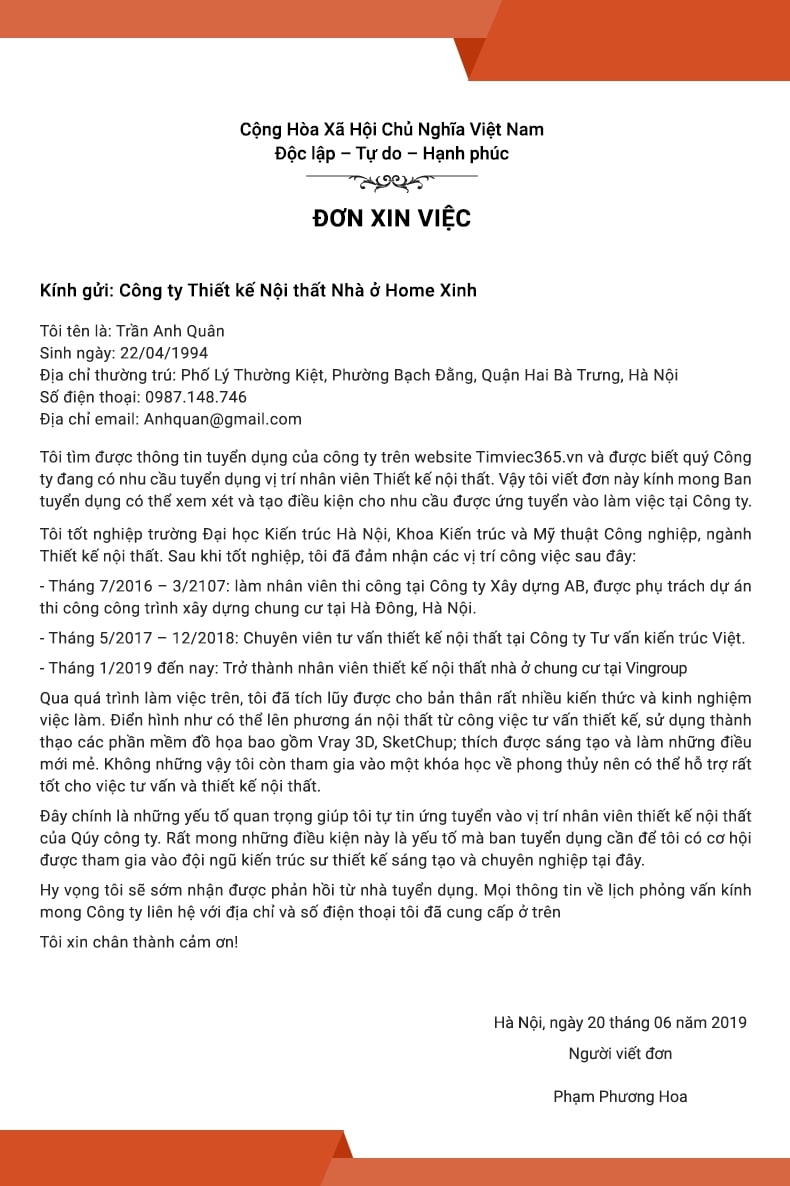 Cộng Hòa Xã Hội Chủ Nghĩa Việt Nam
Độc lập – Tự do – Hạnh phúc
ĐƠN XIN VIỆC
Kính gửi: Công ty Thiết kế Nội thất Nhà ở Home Xinh
Tôi tên là: Trần Anh Quân
Sinh ngày: 22/04/1994
Địa chỉ thường trú: Phố Lý Thường Kiệt, Phường Bạch Đằng, Quận Hai Bà Trưng, Hà Nội
Số điện thoại: 0987.148.746
Địa chỉ email: Anhquan@gmail.com
Tôi tìm được thông tin tuyển dụng của công ty trên website Timviec365.vn và được biết quý Công
ty đang có nhu cầu tuyển dụng vị trí nhân viên Thiết kế nội thất. Vậy tôi viết đơn này kính mong Ban
tuyển dụng có thể xem xét và tạo điều kiện cho nhu cầu được ứng tuyển vào làm việc tại Công ty.
Tôi tốt nghiệp trường Đại học Kiến trúc Hà Nội, Khoa Kiến trúc và Mỹ thuật Công nghiệp, ngành
Thiết kế nội thất. Sau khi tốt nghiệp, tôi đã đảm nhận các vị trí công việc sau đây:
- Tháng 7/2016 – 3/2107: làm nhân viên thi công tại Công ty Xây dựng AB, được phụ trách dự án
thi công công trình xây dựng chung cư tại Hà Đông, Hà Nội.
- Tháng 5/2017 – 12/2018: Chuyên viên tư vấn thiết kế nội thất tại Công ty Tư vấn kiến trúc Việt.
- Tháng 1/2019 đến nay: Trở thành nhân viên thiết kế nội thất nhà ở chung cư tại Vingroup
Qua quá trình làm việc trên, tôi đã tích lũy được cho bản thân rất nhiều kiến thức và kinh nghiệm
việc làm. Điển hình như có thể lên phương án nội thất từ công việc tư vấn thiết kế, sử dụng thành
thạo các phần mềm đồ họa bao gồm Vray 3D, SketChup; thích được sáng tạo và làm những điều
mới mẻ. Không những vậy tôi còn tham gia vào một khóa học về phong thủy nên có thể hỗ trợ rất
tốt cho việc tư vấn và thiết kế nội thất.
Đây chính là những yếu tố quan trọng giúp tôi tự tin ứng tuyển vào vị trí nhân viên thiết kế nội thất
của Qúy công ty. Rất mong những điều kiện này là yếu tố mà ban tuyển dụng cần để tôi có cơ hội
được tham gia vào đội ngũ kiến trúc sư thiết kế sáng tạo và chuyên nghiệp tại đây.
Hy vọng tôi sẽ sớm nhận được phản hồi từ nhà tuyển dụng. Mọi thông tin về lịch phỏng vấn kính
mong Công ty liên hệ với địa chỉ và số điện thoại tôi đã cung cấp ở trên
Tôi xin chân thành cảm ơn!
Hà Nội, ngày 20 tháng 06 năm 2019
Người viết đơn
Phạm Phương Hoa